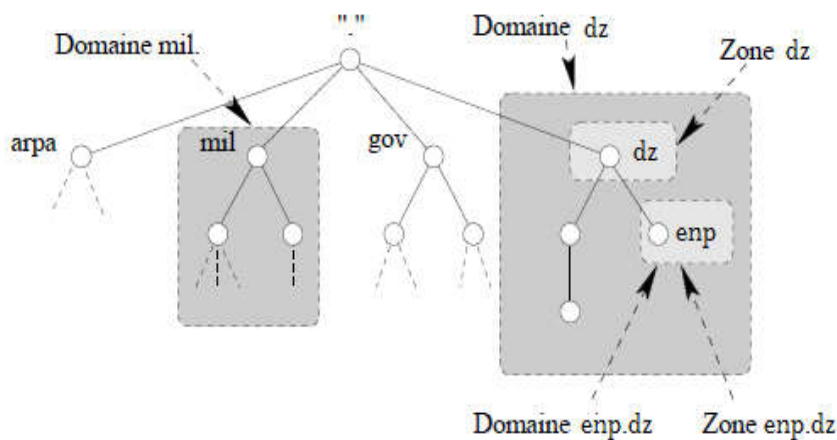 "."
Domaine mil.
Domaine dz
Zone dz
arpa
mil
gov
dz
enp
Domaine enp.dz
Zone enp.dz